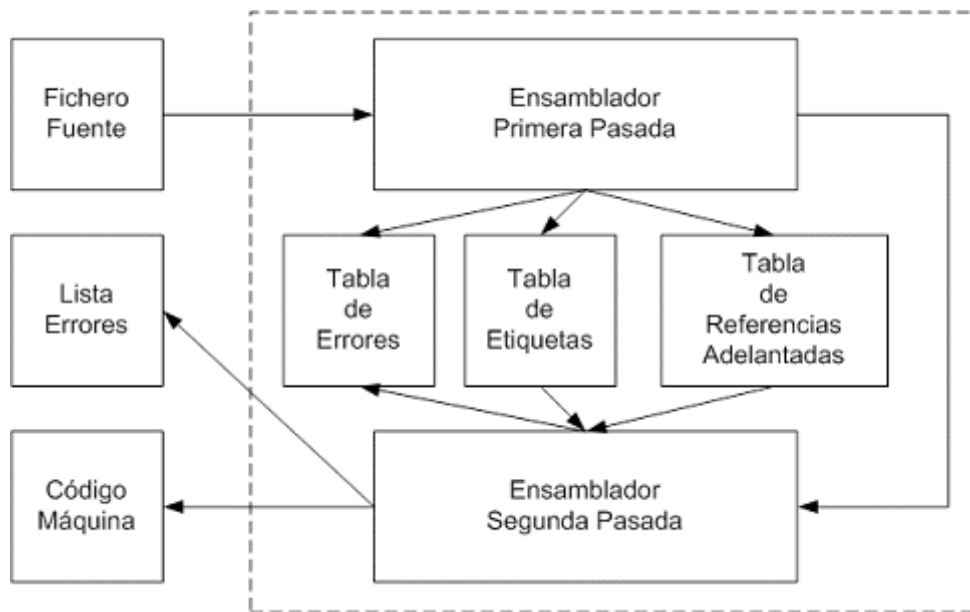 Fichero
Fuente
Ensamblador
Primera Pasada
Lista
Errores
Tabla
de
Errores
Tabla
de
Etiquetas
Tabla
de
Referencias
Adelantadas
Código
Máquina
Ensamblador
Segunda Pasada